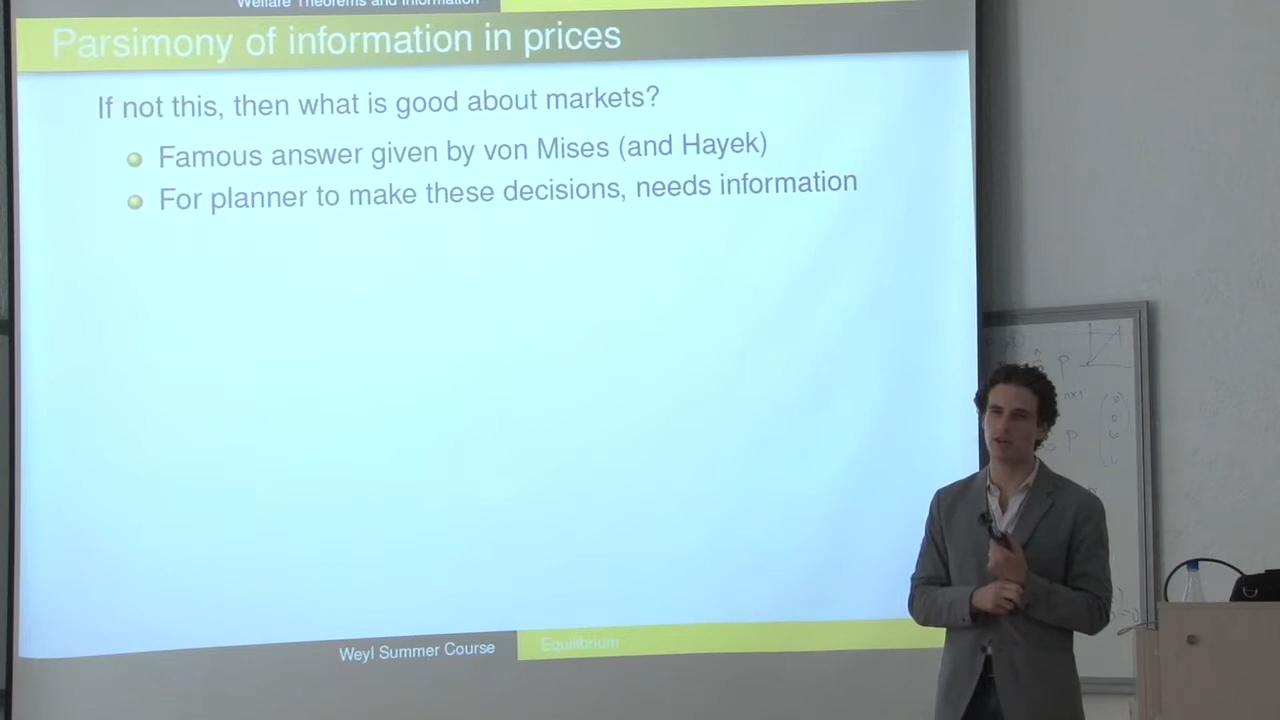 Welfare Theorems and Information
Parsimony of information in prices
If not this, then what is good about markets?
Famous answer given by von Mises (and Hayek)
For planner to make these decisions, needs information
Weyl Summer Course
Equilibrium
p
p